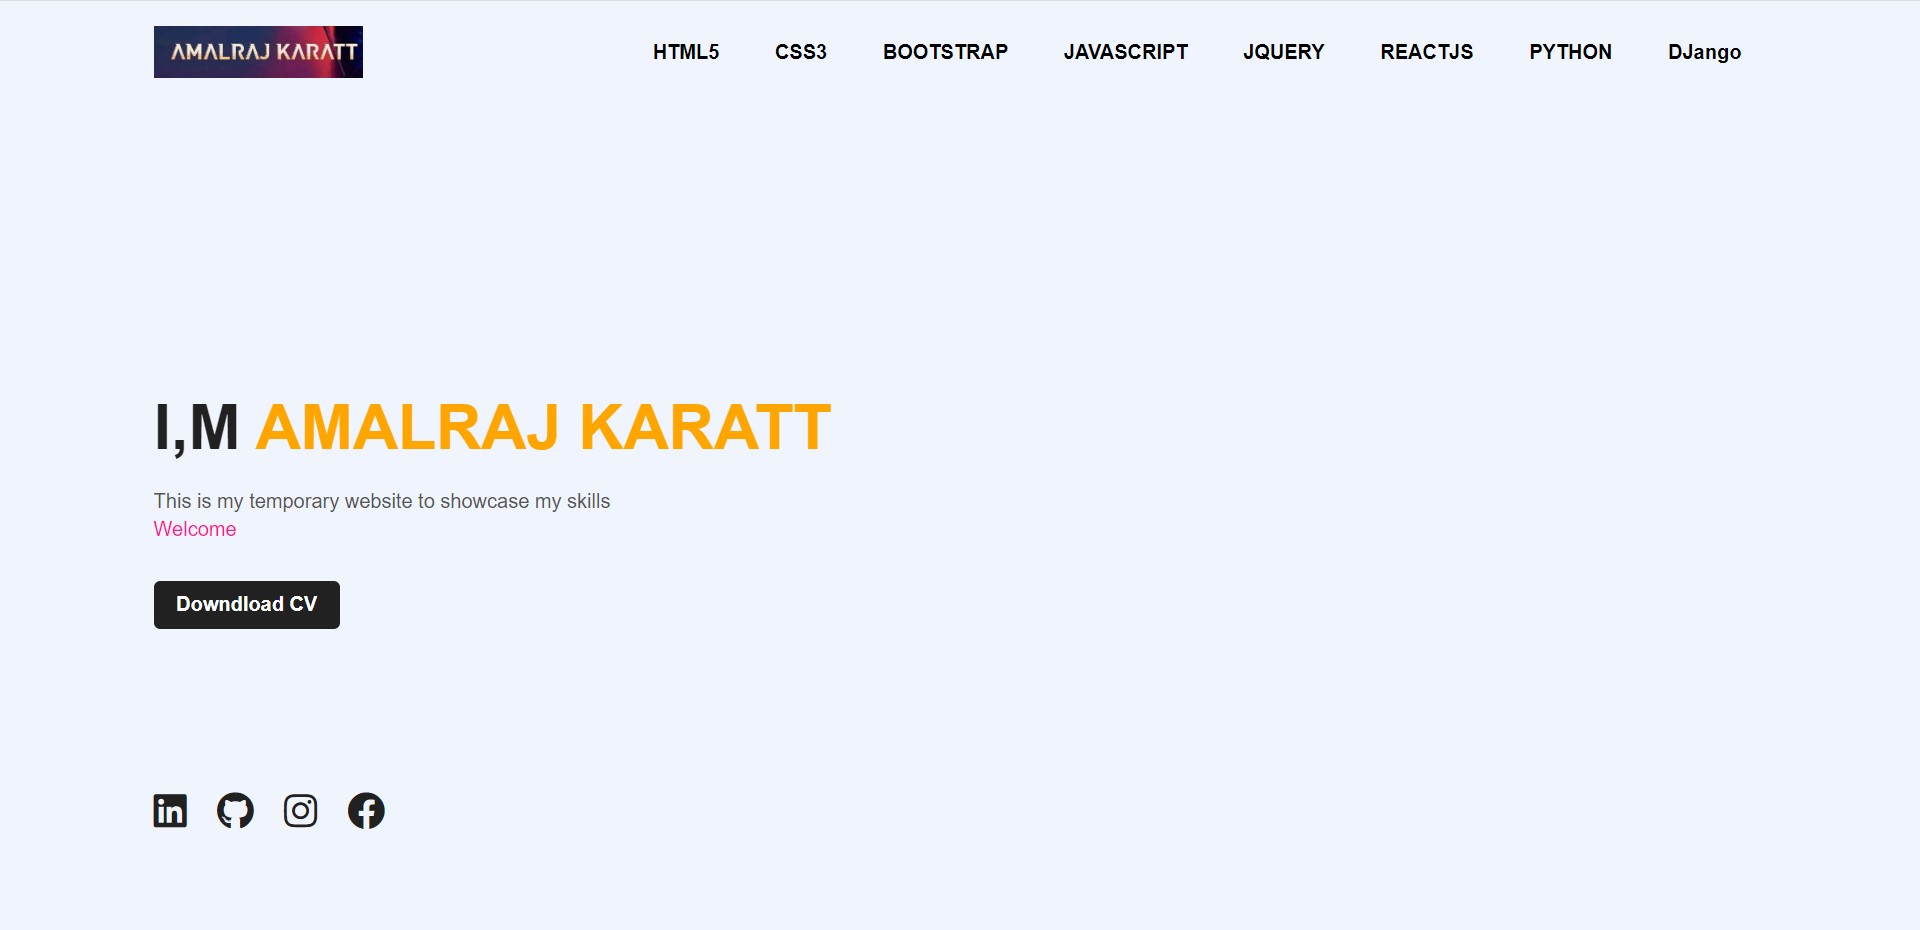 AMALRAJ KARATT HTML5 CSS3 BOOTSTRAP JAVASCRIPT JQUERY REACTJS PYTHON DJango
I,M AMALRAJ KARATT
This is my temporary website to showcase my skills
Welcome
Downdload CV